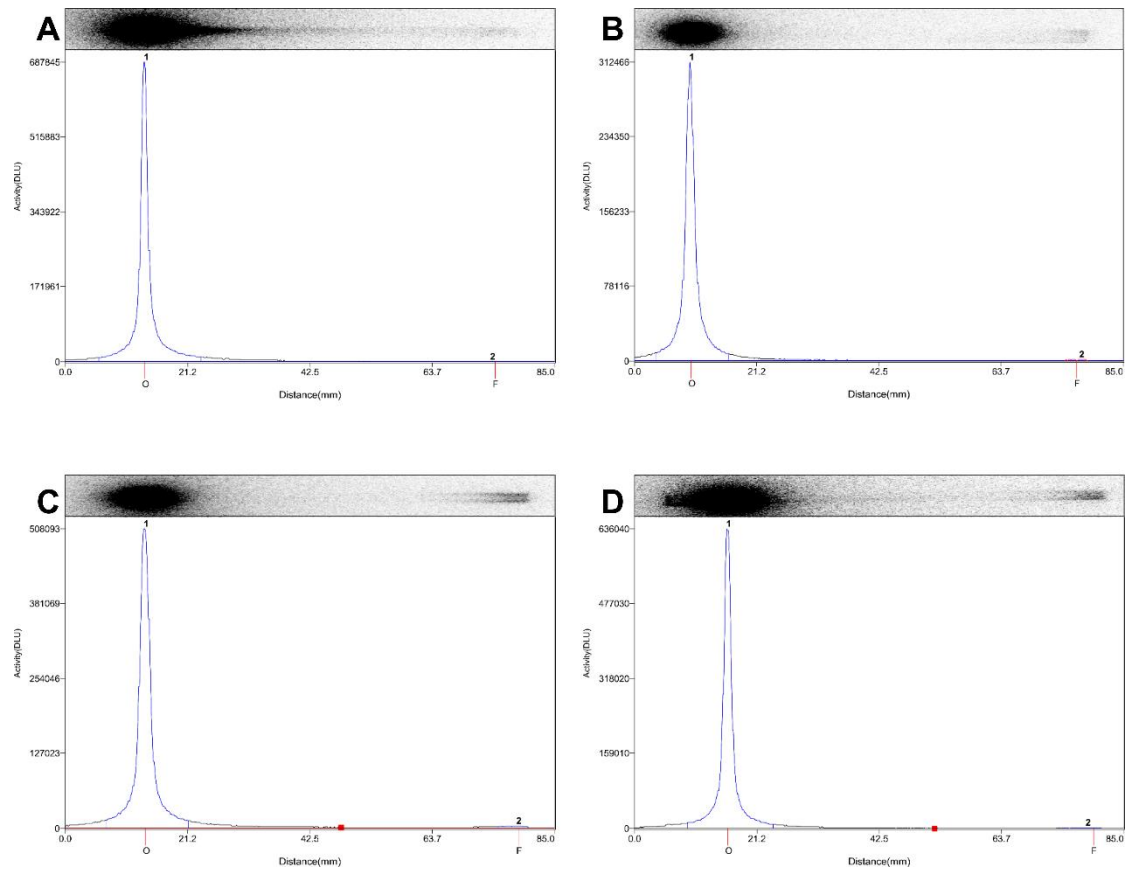 A
1
687845
515883
343922
171961
0
Activity(DLU)
2
0.0 21.2 42.5 63.7 85.0
O F
Distance(mm)
B
1
312466
234350
156233
78116
0
Activity(DLU)
2
0.0 21.2 42.5 63.7 85.0
O F
Distance(mm)
C
1
508093
381069
254046
127023
0
Activity(DLU)
2
0.0 21.2 42.5 63.7 85.0
O F
Distance(mm)
D
1
636040
477030
318020
159010
0
Activity(DLU)
2
0.0 21.2 42.5 63.7 85.0
O F
Distance(mm)